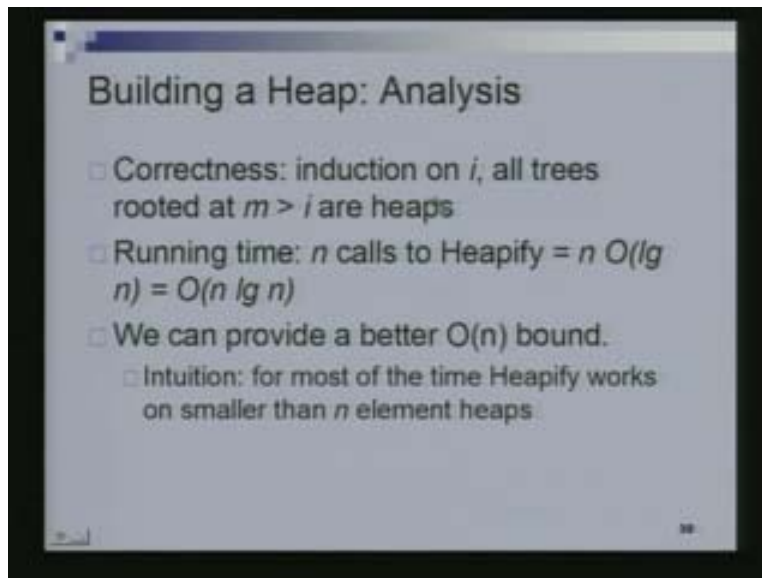 Building a Heap: Analysis
Correctness: induction on i, all trees
rooted at m > i are heaps
Running time: n calls to Heapify = n O(lg
n) = O(n lg n)
We can provide a better O(n) bound.
Intuition: for most of the time Heapify works
on smaller than n element heaps